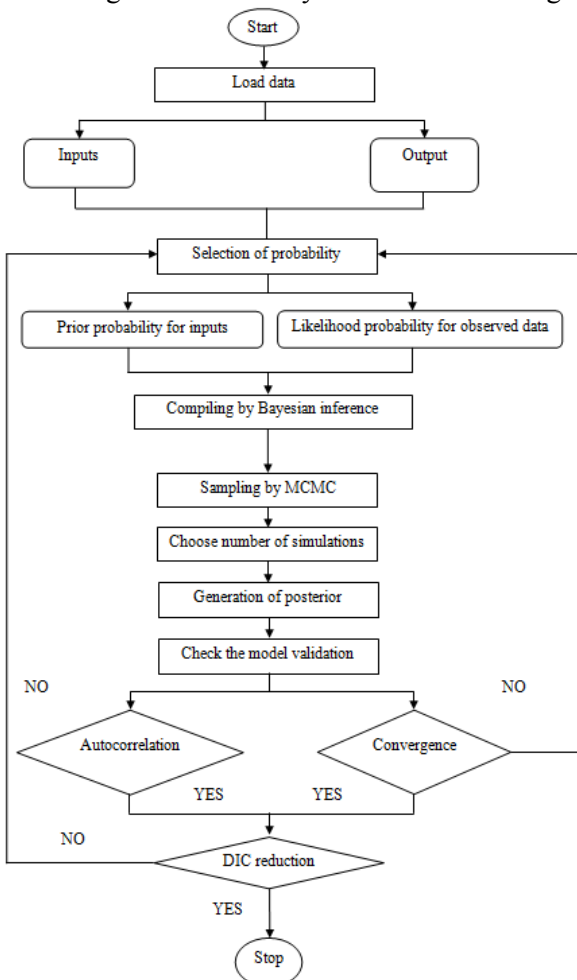 Start
Load data
Inputs
Output
Selection of probability
Prior probability for inputs
Likelihood probability for observed data
Compiling by Bayesian inference
Sampling by MCMC
Choose number of simulations
Generation of posterior
Check the model validation
NO
NO
Autocorrelation
Convergence
YES
YES
NO
DIC reduction
YES
Stop